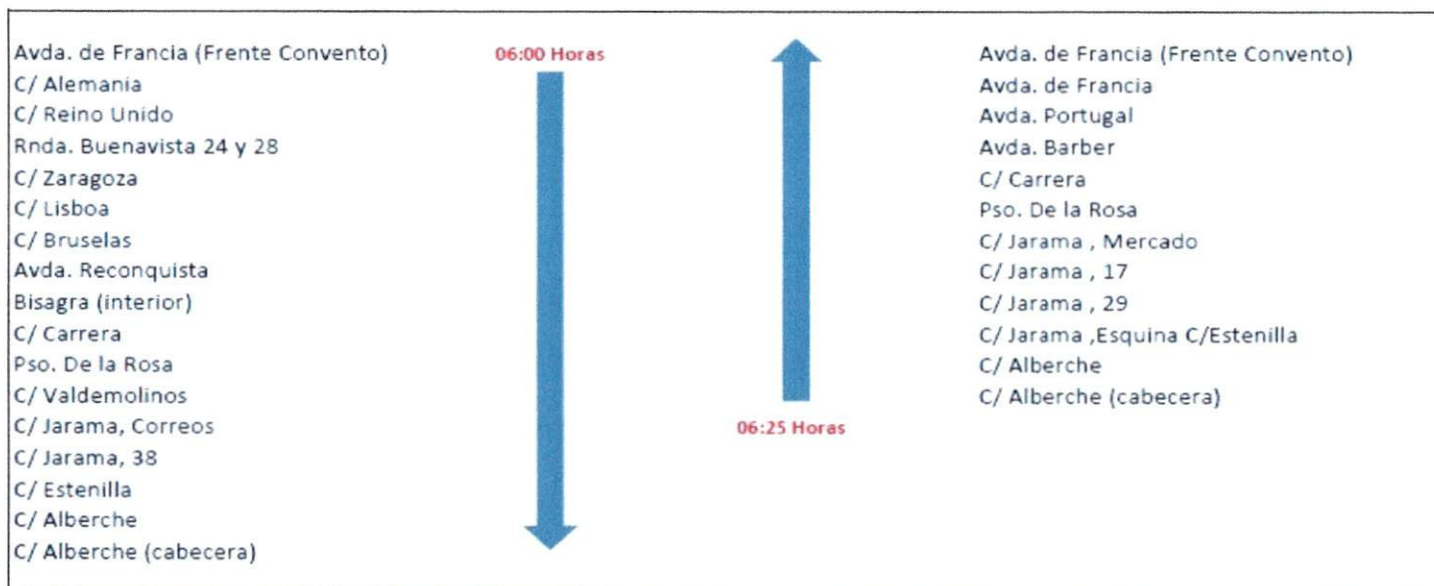 Avda. de Francia (Frente Convento)
C/ Alemania
C/ Reino Unido
Rnda. Buenavista 24 y 28
C/ Zaragoza
C/ Lisboa
C/ Bruselas
Avda. Reconquista
Bisagra (interior)
C/ Carrera
Pso. De la Rosa
C/ Valdemolinos
C/ Jarama, Correos
C/ Jarama, 38
C/ Estenilla
C/ Alberche
C/ Alberche (cabecera)
06:00 Horas
06:25 Horas
Avda. de Francia (Frente Convento)
Avda. de Francia
Avda. Portugal
Avda. Barber
C/ Carrera
Pso. De la Rosa
C/ Jarama , Mercado
C/ Jarama , 17
C/ Jarama , 29
C/ Jarama ,Esquina C/Estenilla
C/ Alberche
C/ Alberche (cabecera)